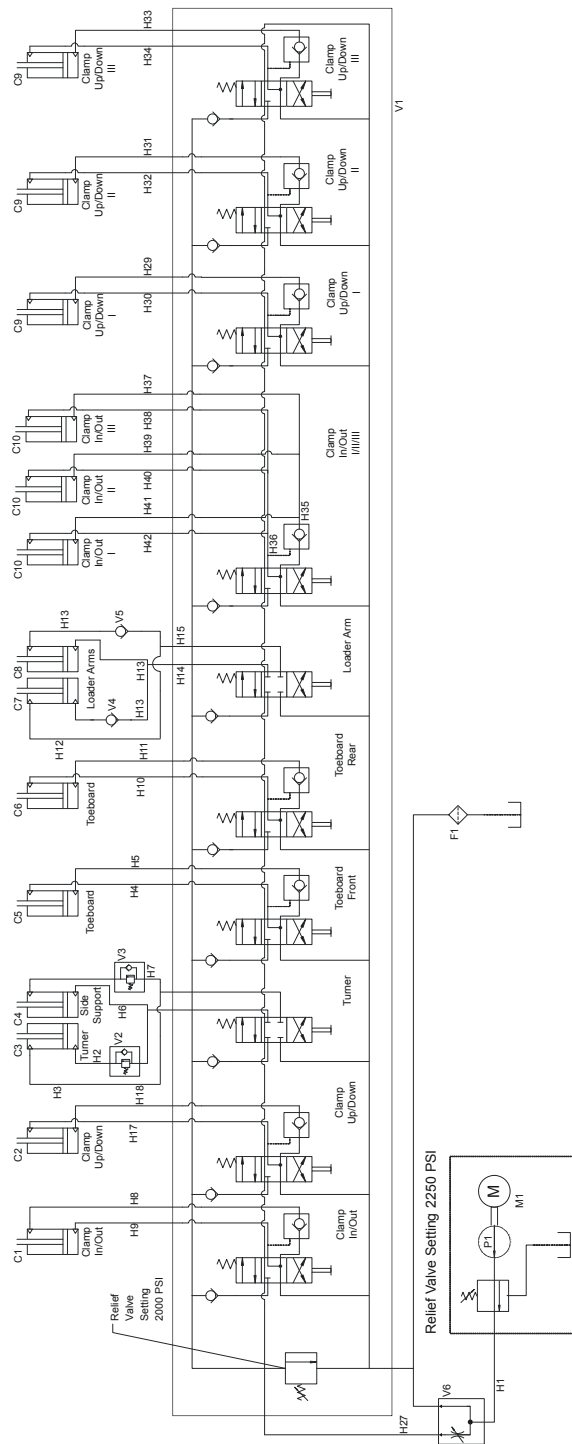 C1
Clamp
In/Out
H9
H8
C2
Clamp
Up/Down
H17
H18
C3
Turner
H3
H2
V2
C4
Side
Support
H6
V3
H7
C5
Toeboard
H4
H5
C6
Toeboard
H10
H11
H12
C7
C8
Loader Arms
V4
H13
H13
H13
V5
H14
H15
C10
Clamp
In/Out
I
H42
H41
C10
Clamp
In/Out
II
H40
H39
C10
Clamp
In/Out
III
H38
H37
H36
H35
C9
Clamp
Up/Down
I
H30
H29
C9
Clamp
Up/Down
II
H32
H31
C9
Clamp
Up/Down
III
H34
H33
Relief
Valve
Setting
2000 PSI
Clamp
In/Out
Clamp
Up/Down
Turner
Toeboard
Front
Toeboard
Rear
Loader Arm
Clamp
In/Out
I/II/III
Clamp
Up/Down
I
Clamp
Up/Down
II
Clamp
Up/Down
III
V1
H27
V6
H1
Relief Valve Setting 2250 PSI
P1
M
M1
F1